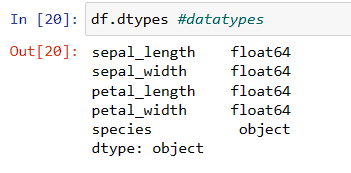 In [20]: df.dtypes #datatypes
Out[20]: sepal_length    float64
sepal_width     float64
petal_length    float64
petal_width     float64
species          object
dtype: object